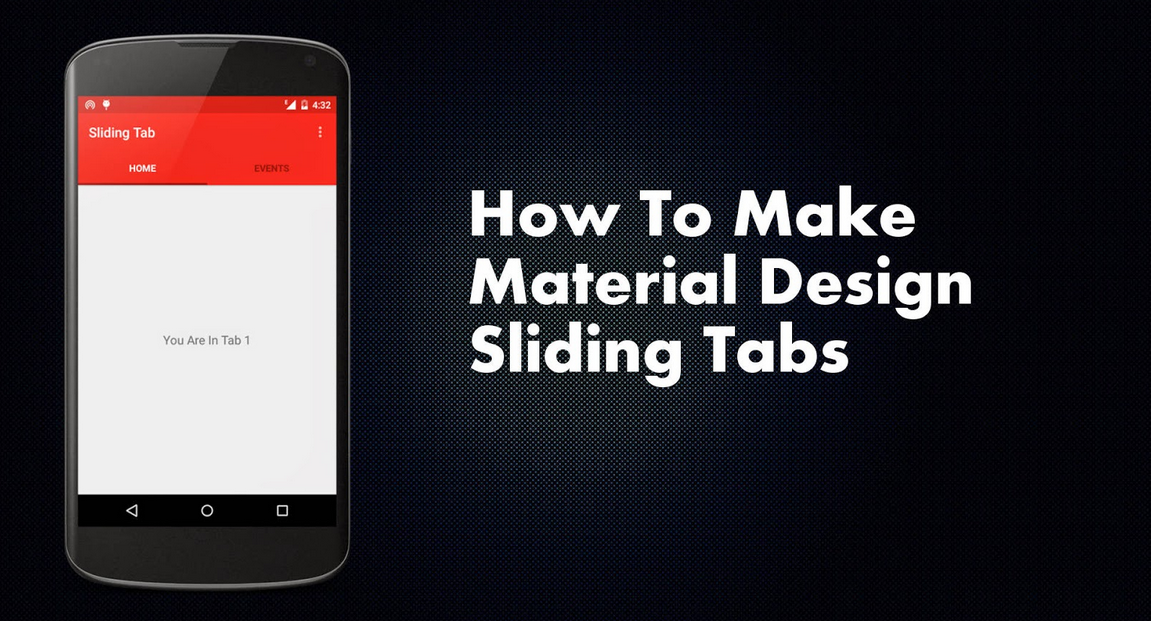 4:32
Sliding Tab
HOME EVENTS
You Are In Tab 1
How To Make
Material Design
Sliding Tabs